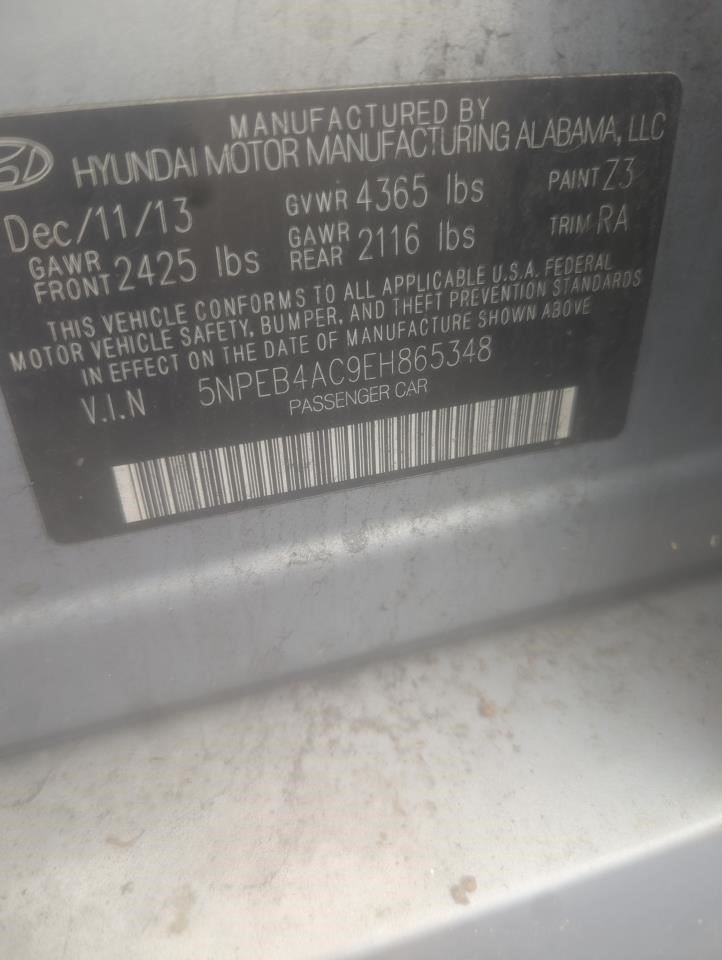 MANUFACTURED BY
HYUNDAI MOTOR MANUFACTURING ALABAMA, LLC
Dec/11/13 GVWR 4365 lbs PAINT Z3
GAWR FRONT 2425 lbs GAWR REAR 2116 lbs TRIM RA
THIS VEHICLE CONFORMS TO ALL APPLICABLE U.S.A. FEDERAL
MOTOR VEHICLE SAFETY, BUMPER, AND THEFT PREVENTION STANDARDS
IN EFFECT ON THE DATE OF MANUFACTURE SHOWN ABOVE
V.I.N 5NPEB4AC9EH865348
PASSENGER CAR